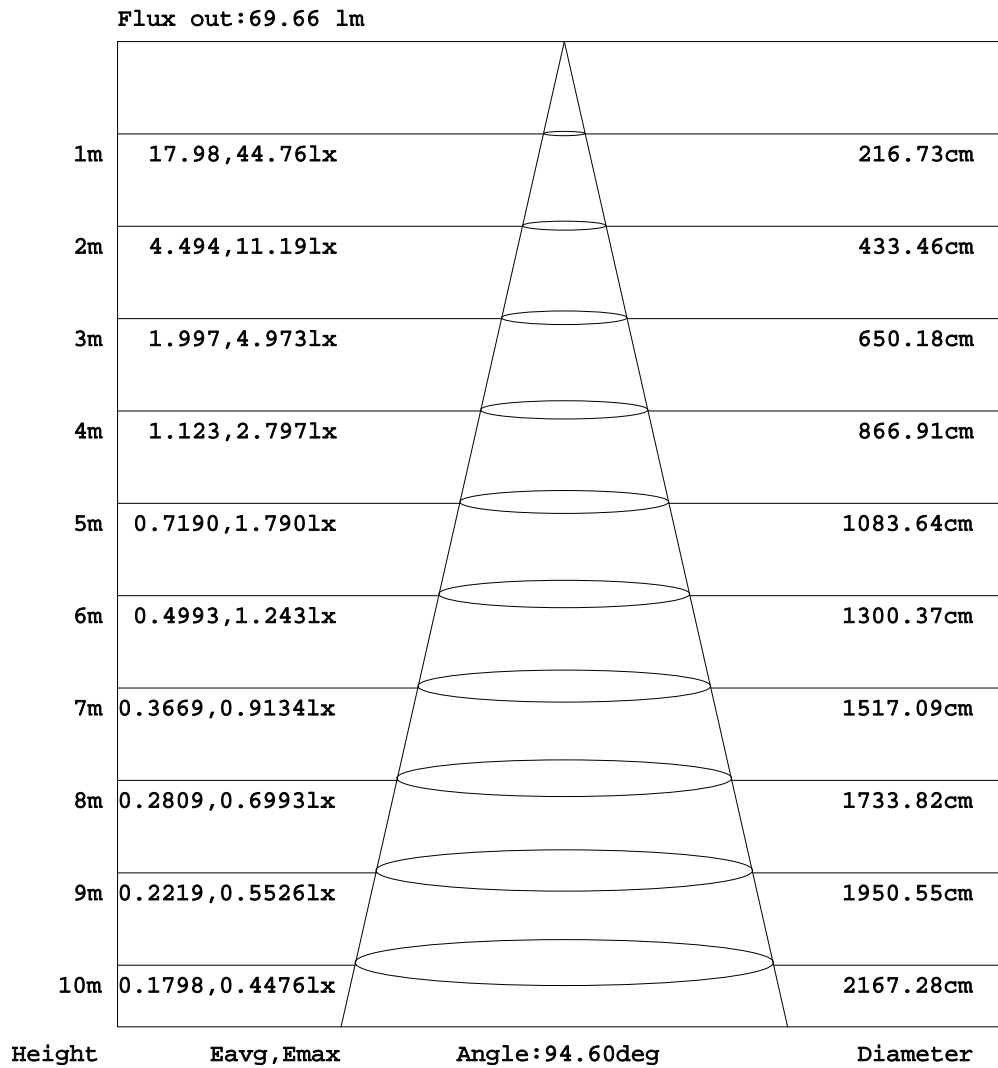 Flux out:69.66 lm
1m 17.98,44.76lx 216.73cm
2m 4.494,11.19lx 433.46cm
3m 1.997,4.973lx 650.18cm
4m 1.123,2.797lx 866.91cm
5m 0.7190,1.790lx 1083.64cm
6m 0.4993,1.243lx 1300.37cm
7m 0.3669,0.9134lx 1517.09cm
8m 0.2809,0.6993lx 1733.82cm
9m 0.2219,0.5526lx 1950.55cm
10m 0.1798,0.4476lx 2167.28cm
Height Eavg,Emax Angle:94.60deg Diameter